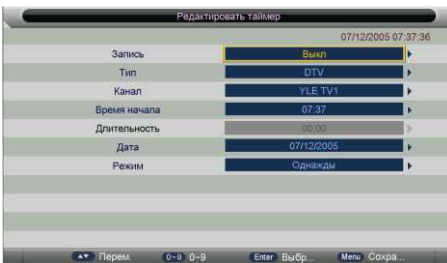 Редактировать таймер
07/12/2005 07:37:36
Запись Выкл
Тип DTV
Канал YLE TV1
Время начала 07:37
Длительность 00:00
Дата 07/12/2005
Режим Однажды
Перем. 0~9 0~9 Enter Выбр... Menu Сохра...